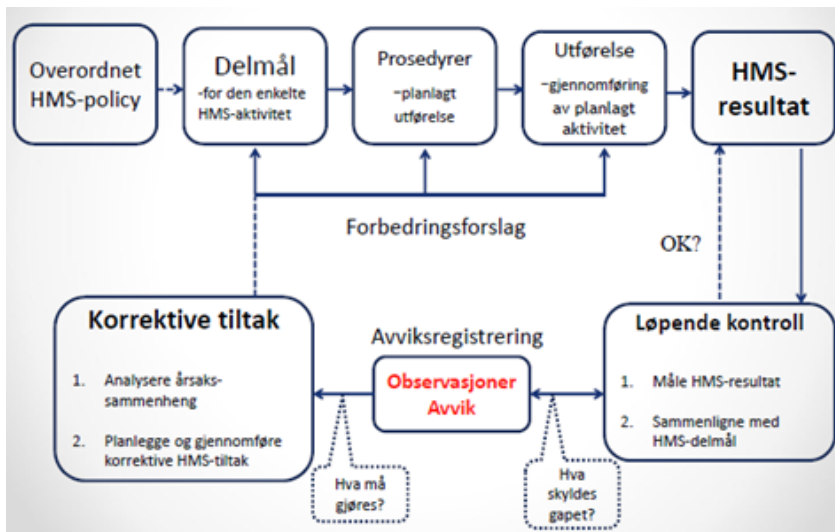 Overordnet
HMS-policy
Delmål
-for den enkelte
HMS-aktivitet
Prosedyrer
–planlagt
utførelse
Utførelse
–gjennomføring
av planlagt
aktivitet
HMS-
resultat
Forbedringsforslag
OK?
Korrektive tiltak
1. Analysere årsaks-
sammenheng
2. Planlegge og gjennomføre
korrektive HMS-tiltak
Avviksregistrering
Observasjoner
Avvik
Løpende kontroll
1. Måle HMS-resultat
2. Sammenligne med
HMS-delmål
Hva må
gjøres?
Hva
skyldes
gapet?